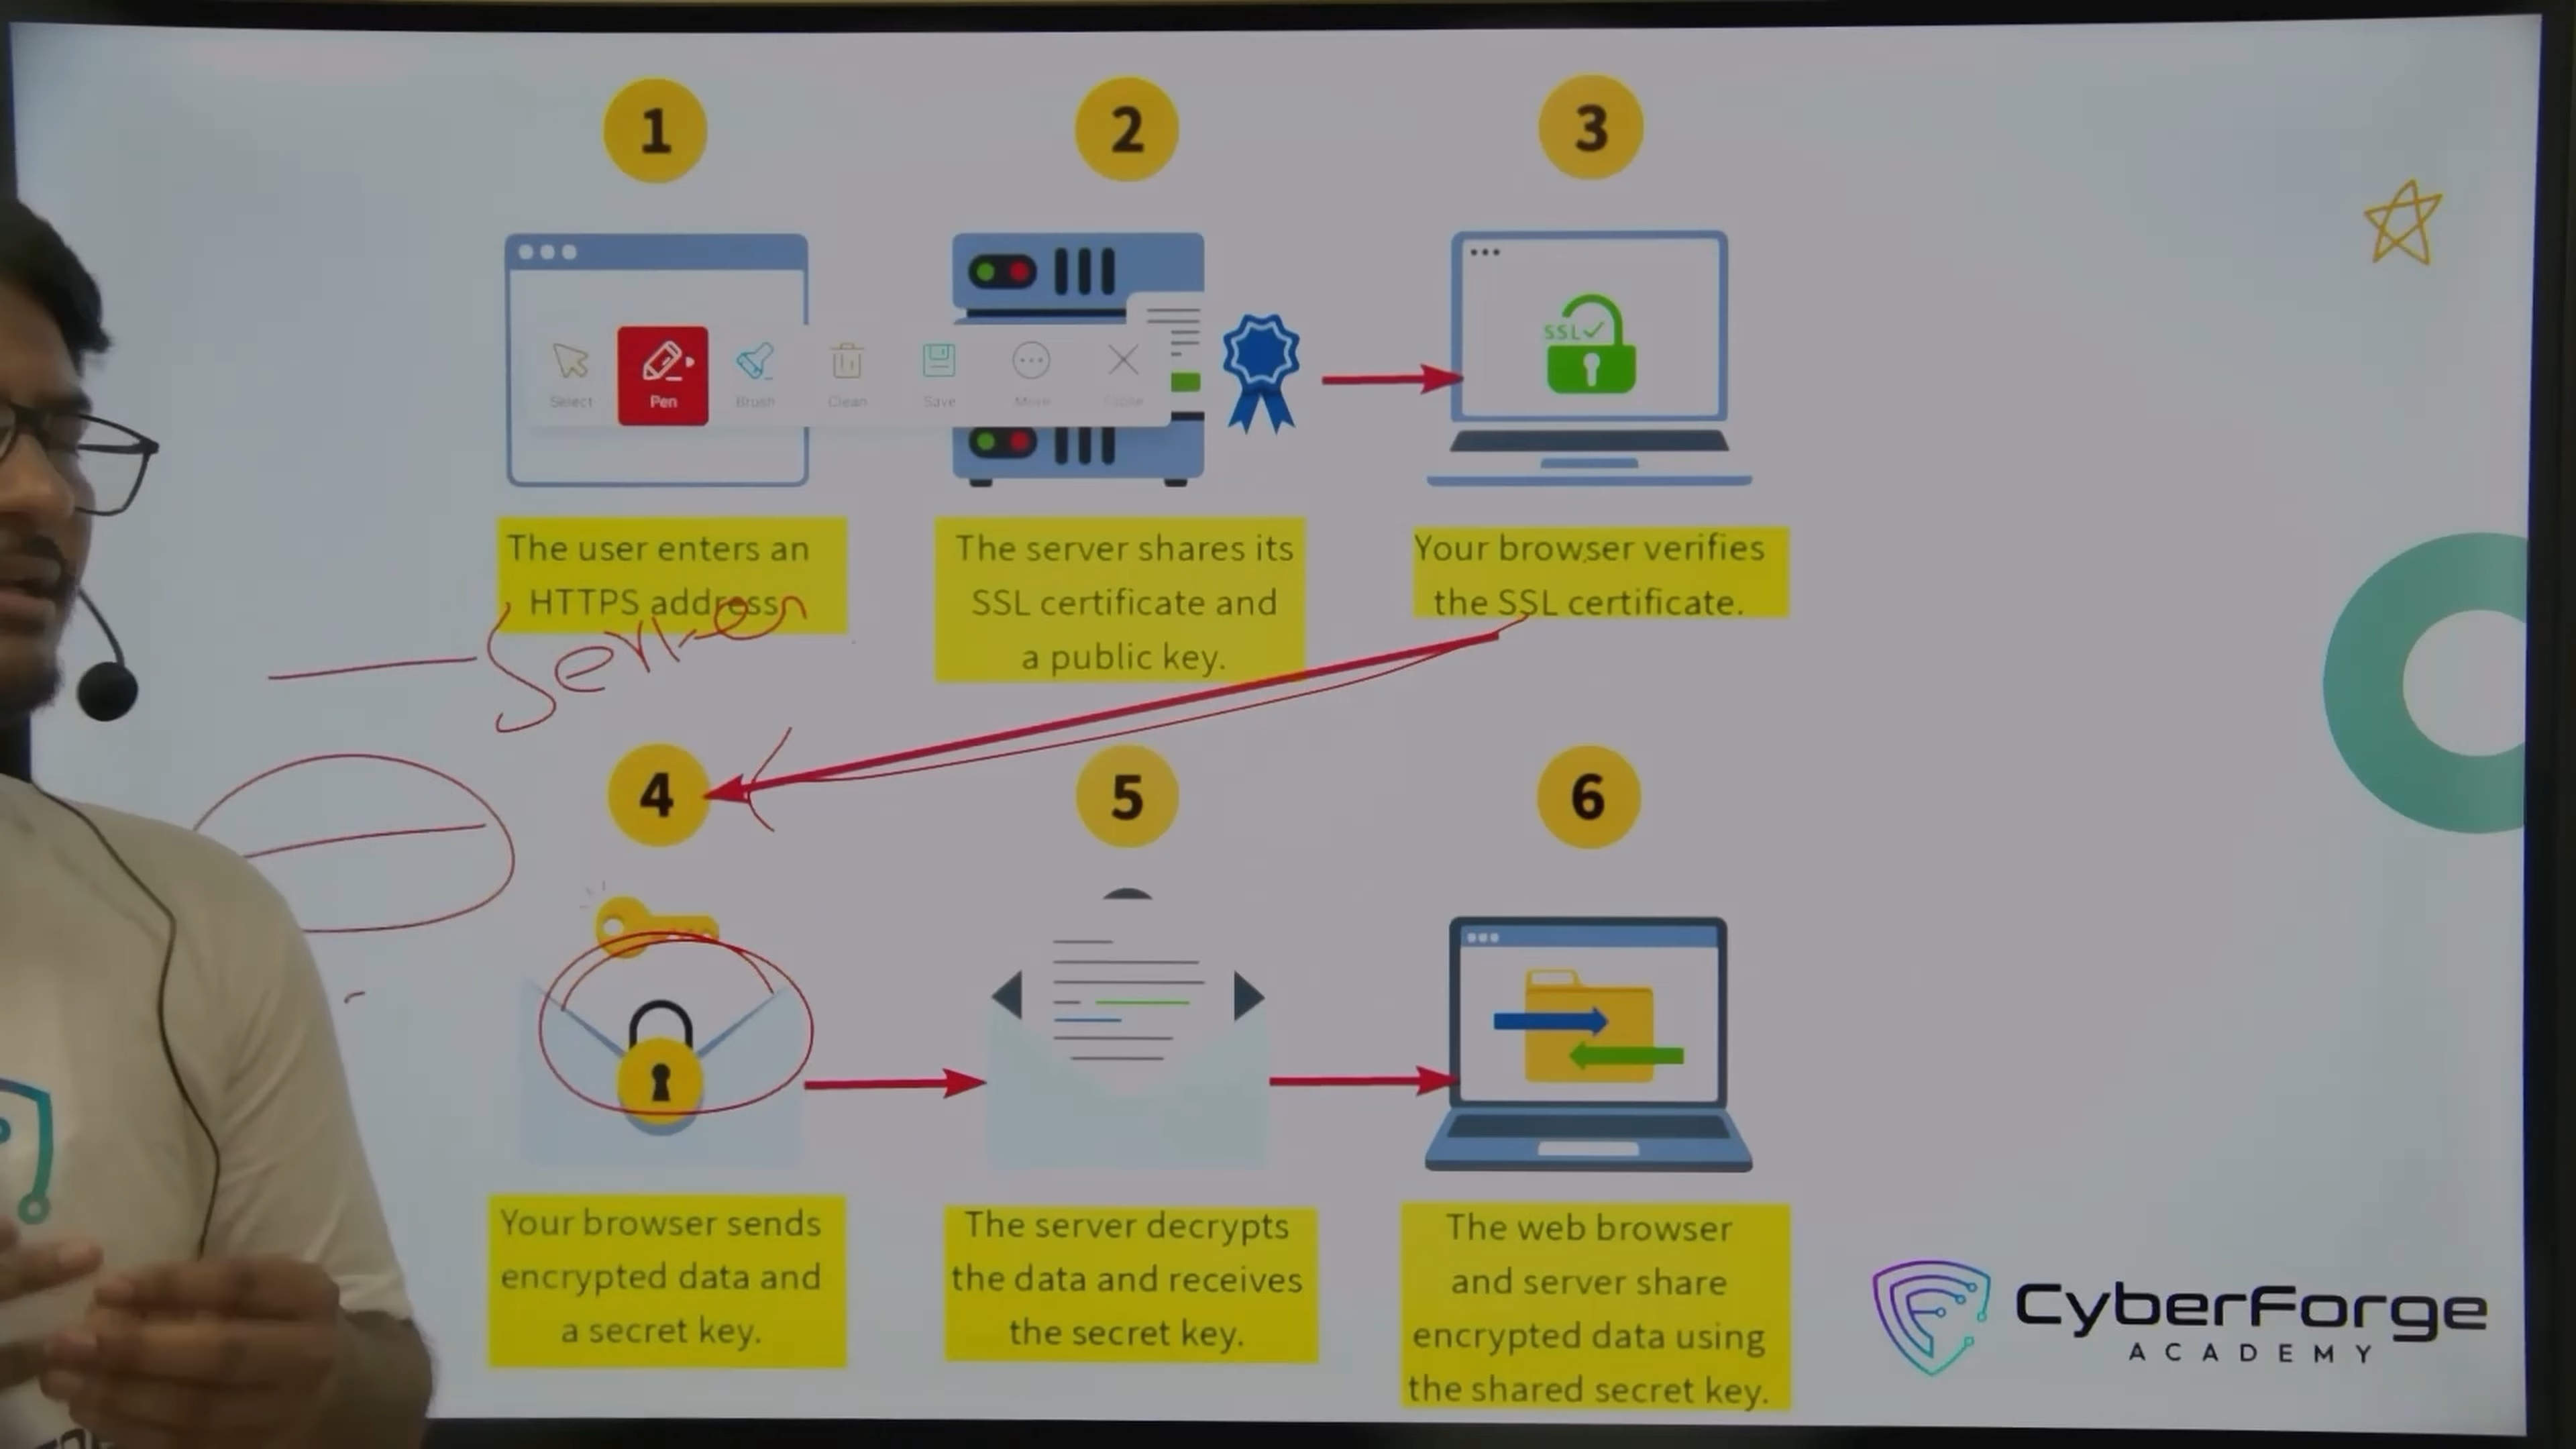 1
2
3
Select
Pen
Brush
Clean
Save
Close
SSL
The user enters an
HTTPS address
The server shares its
SSL certificate and
a public key.
Your browser verifies
the SSL certificate.
Server
4
5
6
Your browser sends
encrypted data and
a secret key.
The server decrypts
the data and receives
the secret key.
The web browser
and server share
encrypted data using
the shared secret key.
CyberForge
ACADEMY